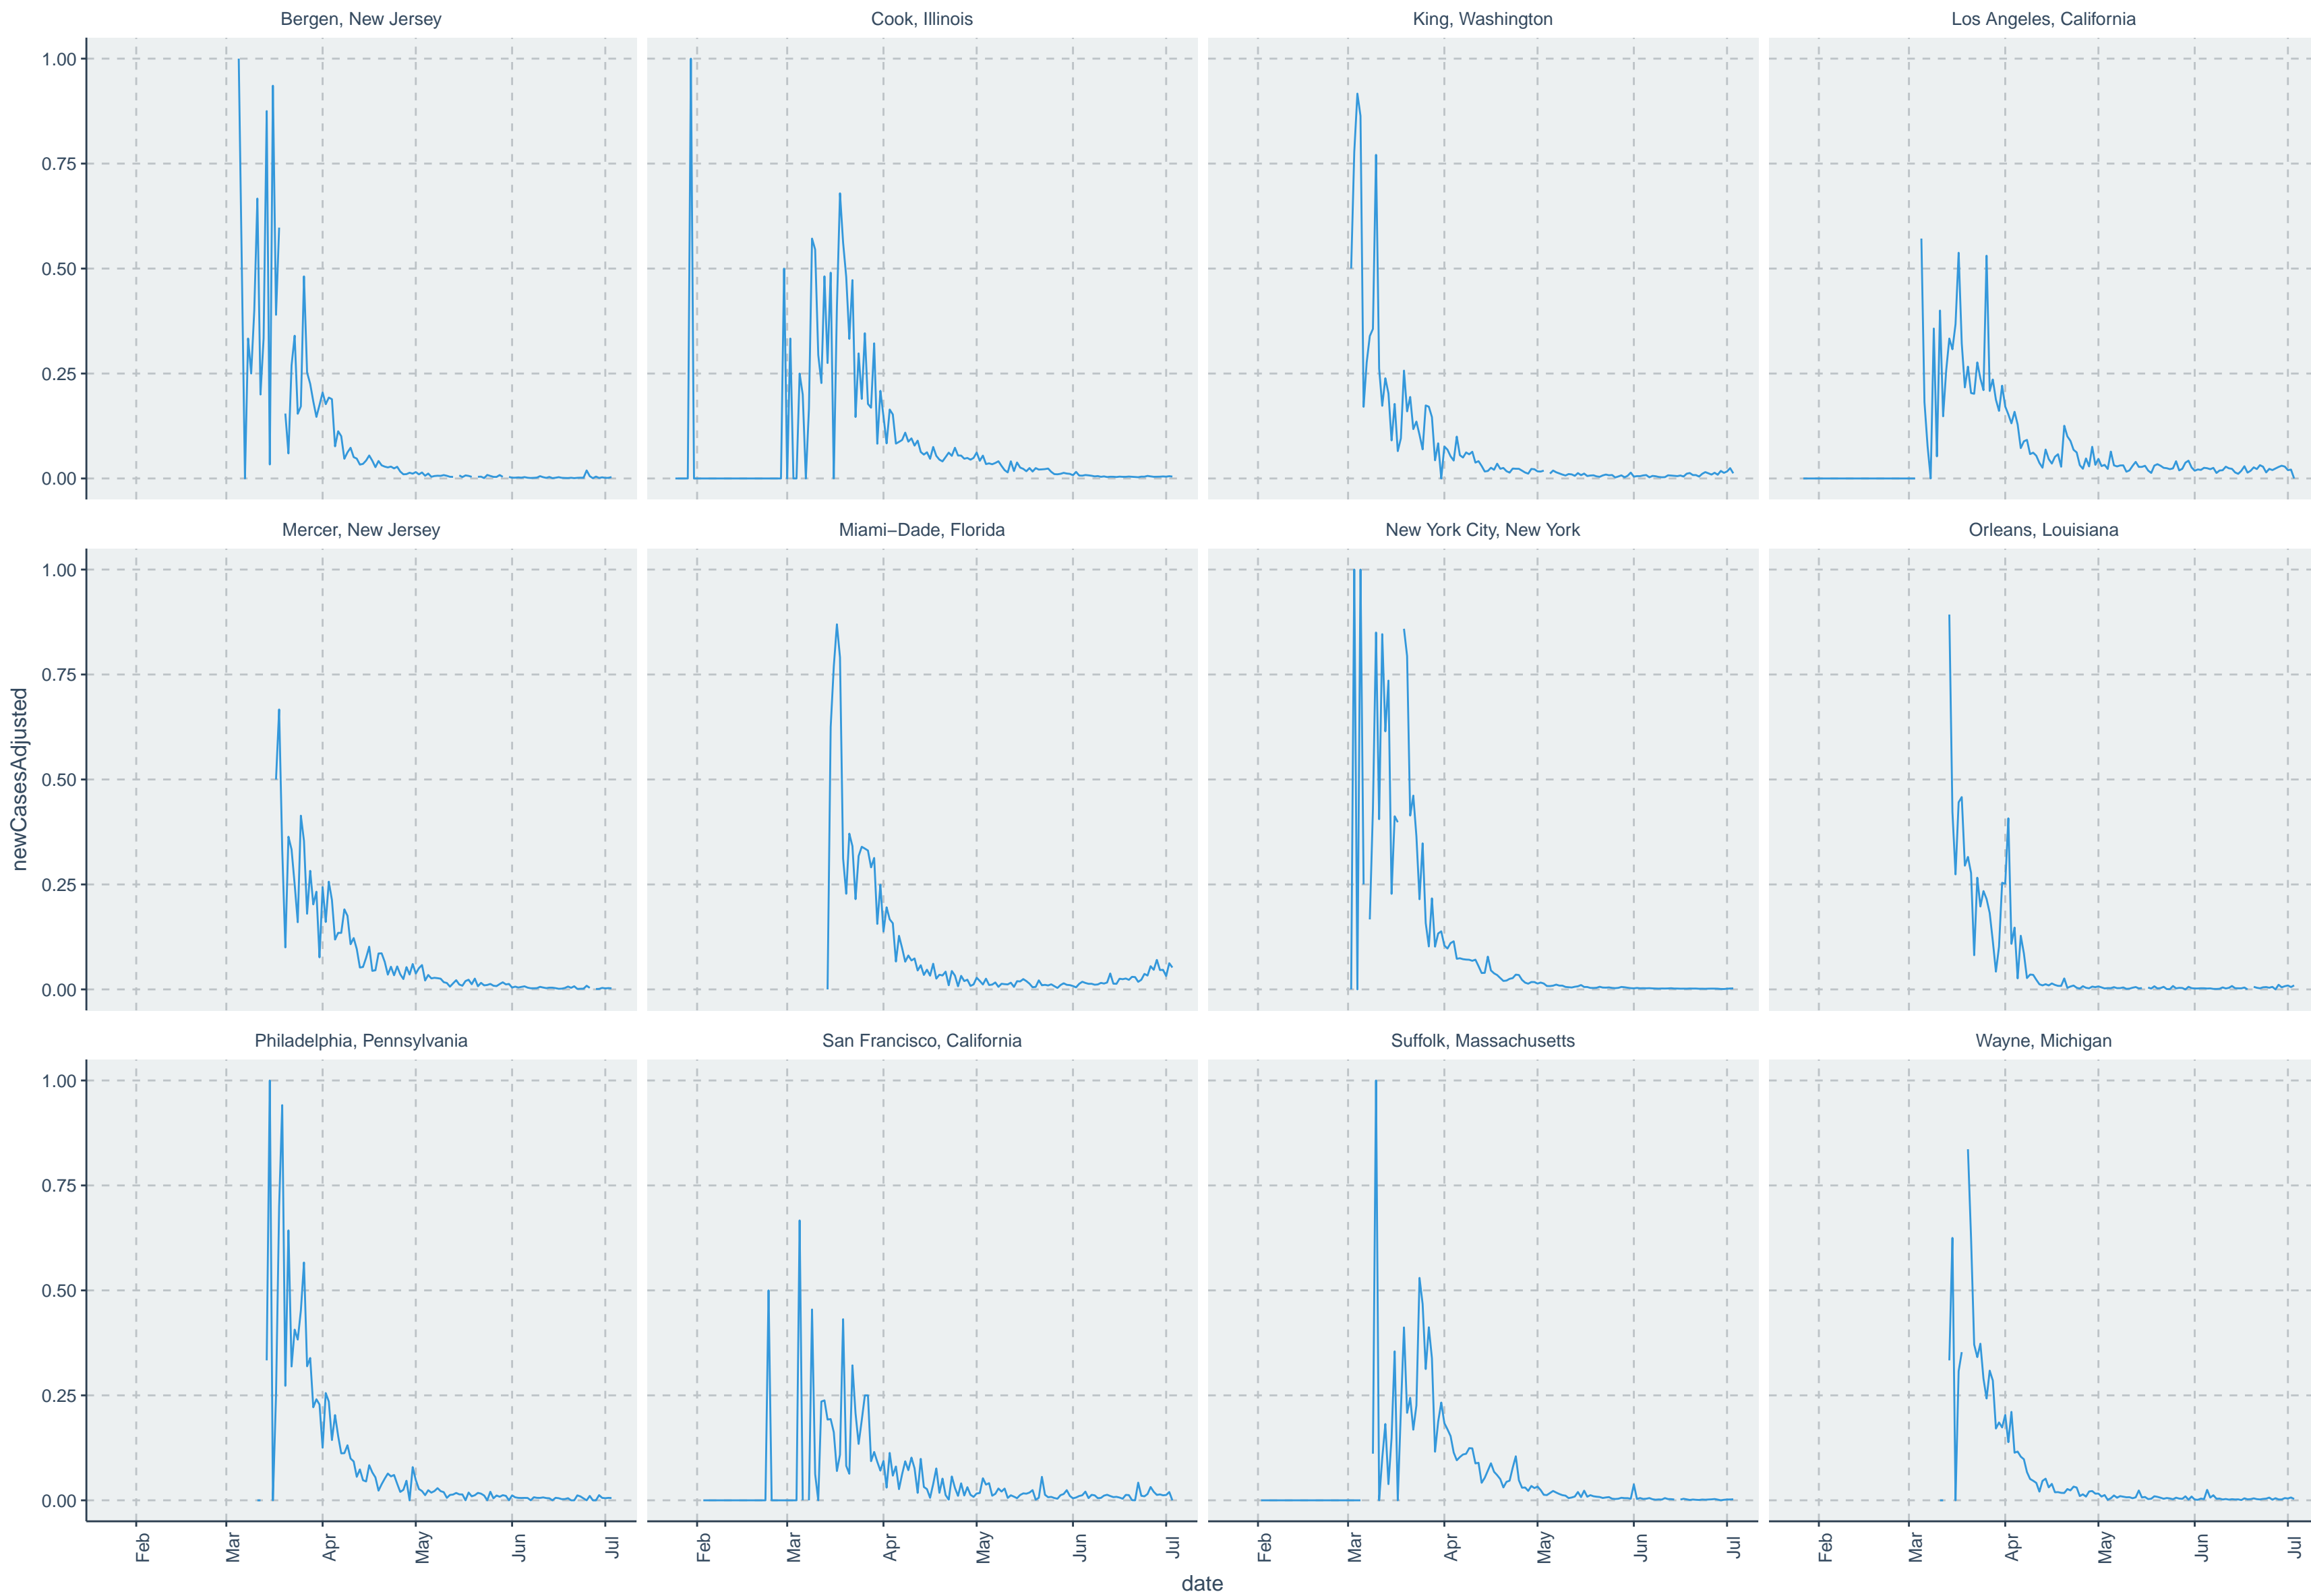 Bergen, New Jersey
Cook, Illinois
King, Washington
Los Angeles, California
1.00
0.75
0.50
0.25
0.00
Mercer, New Jersey
Miami−Dade, Florida
New York City, New York
Orleans, Louisiana
1.00
0.75
0.50
0.25
0.00
newCasesAdjusted
Philadelphia, Pennsylvania
San Francisco, California
Suffolk, Massachusetts
Wayne, Michigan
1.00
0.75
0.50
0.25
0.00
Feb
Mar
Apr
May
Jun
Jul
Feb
Mar
Apr
May
Jun
Jul
Feb
Mar
Apr
May
Jun
Jul
Feb
Mar
Apr
May
Jun
Jul
date